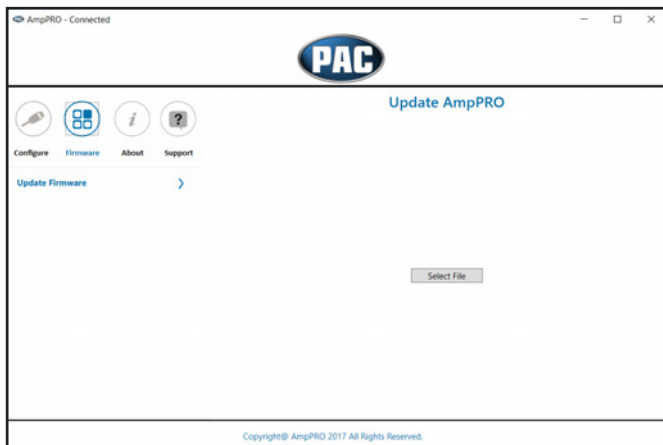 AmpPRO - Connected
PAC
Update AmpPRO
?
Configure Firmware About Support
Update Firmware
Select File
Copyright@ AmpPRO 2017 All Rights Reserved.